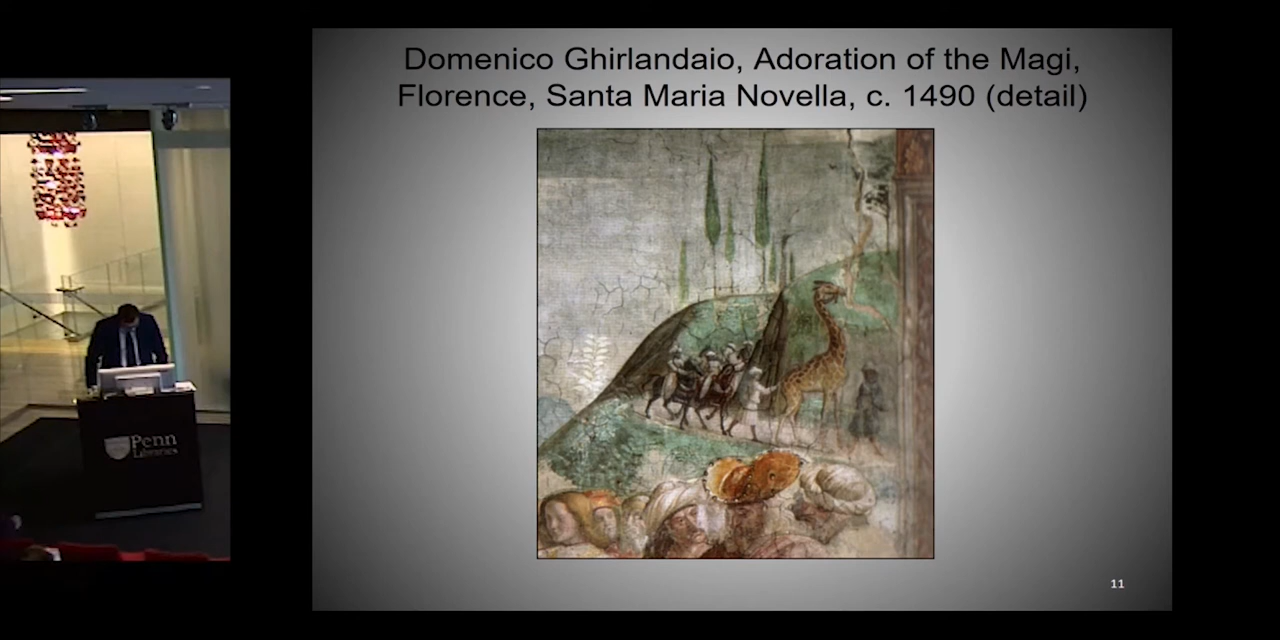 Domenico Ghirlandaio, Adoration of the Magi,
Florence, Santa Maria Novella, c. 1490 (detail)
11
Penn
Libraries